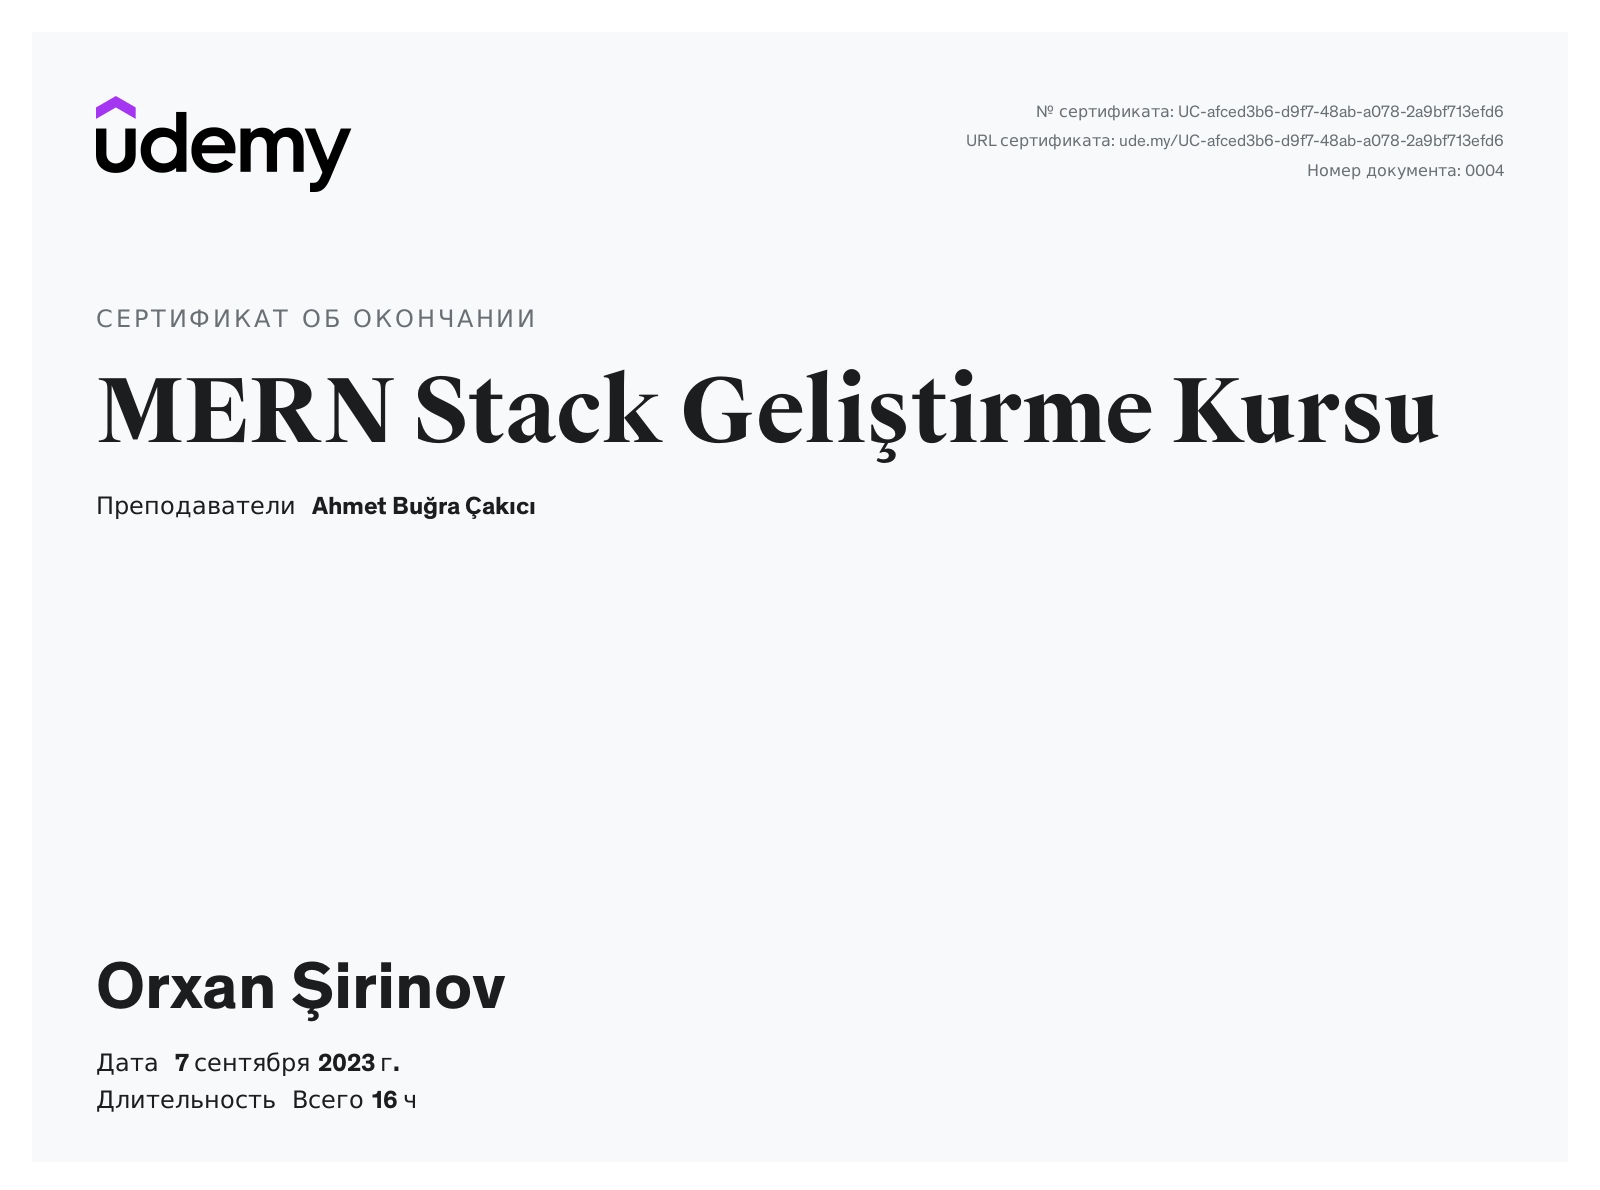 udemy
№ сертификата: UC-afced3b6-d9f7-48ab-a078-2a9bf713efd6
URL сертификата: ude.my/UC-afced3b6-d9f7-48ab-a078-2a9bf713efd6
Номер документа: 0004
СЕРТИФИКАТ ОБ ОКОНЧАНИИ
MERN Stack Geliştirme Kursu
Преподаватели Ahmet Buğra Çakıcı
Orxan Şirinov
Дата 7 сентября 2023 г.
Длительность Всего 16 ч